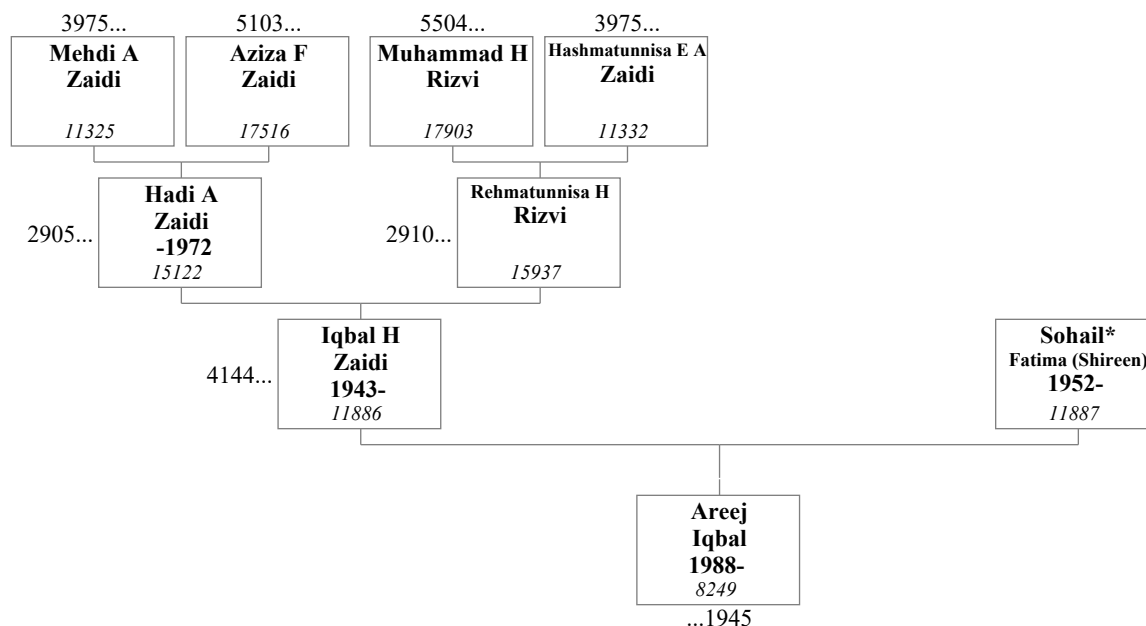 3975...
5103...
5504...
3975...
Mehdi A
Zaidi
11325
Aziza F
Zaidi
17516
Muhammad H
Rizvi
17903
Hashmatunnisa E A
Zaidi
11332
2905...
Hadi A
Zaidi
-1972
15122
2910...
Rehmatunnisa H
Rizvi
15937
4144...
Iqbal H
Zaidi
1943-
11886
Sohail*
Fatima (Shireen)
1952-
11887
Areej
Iqbal
1988-
8249
...1945